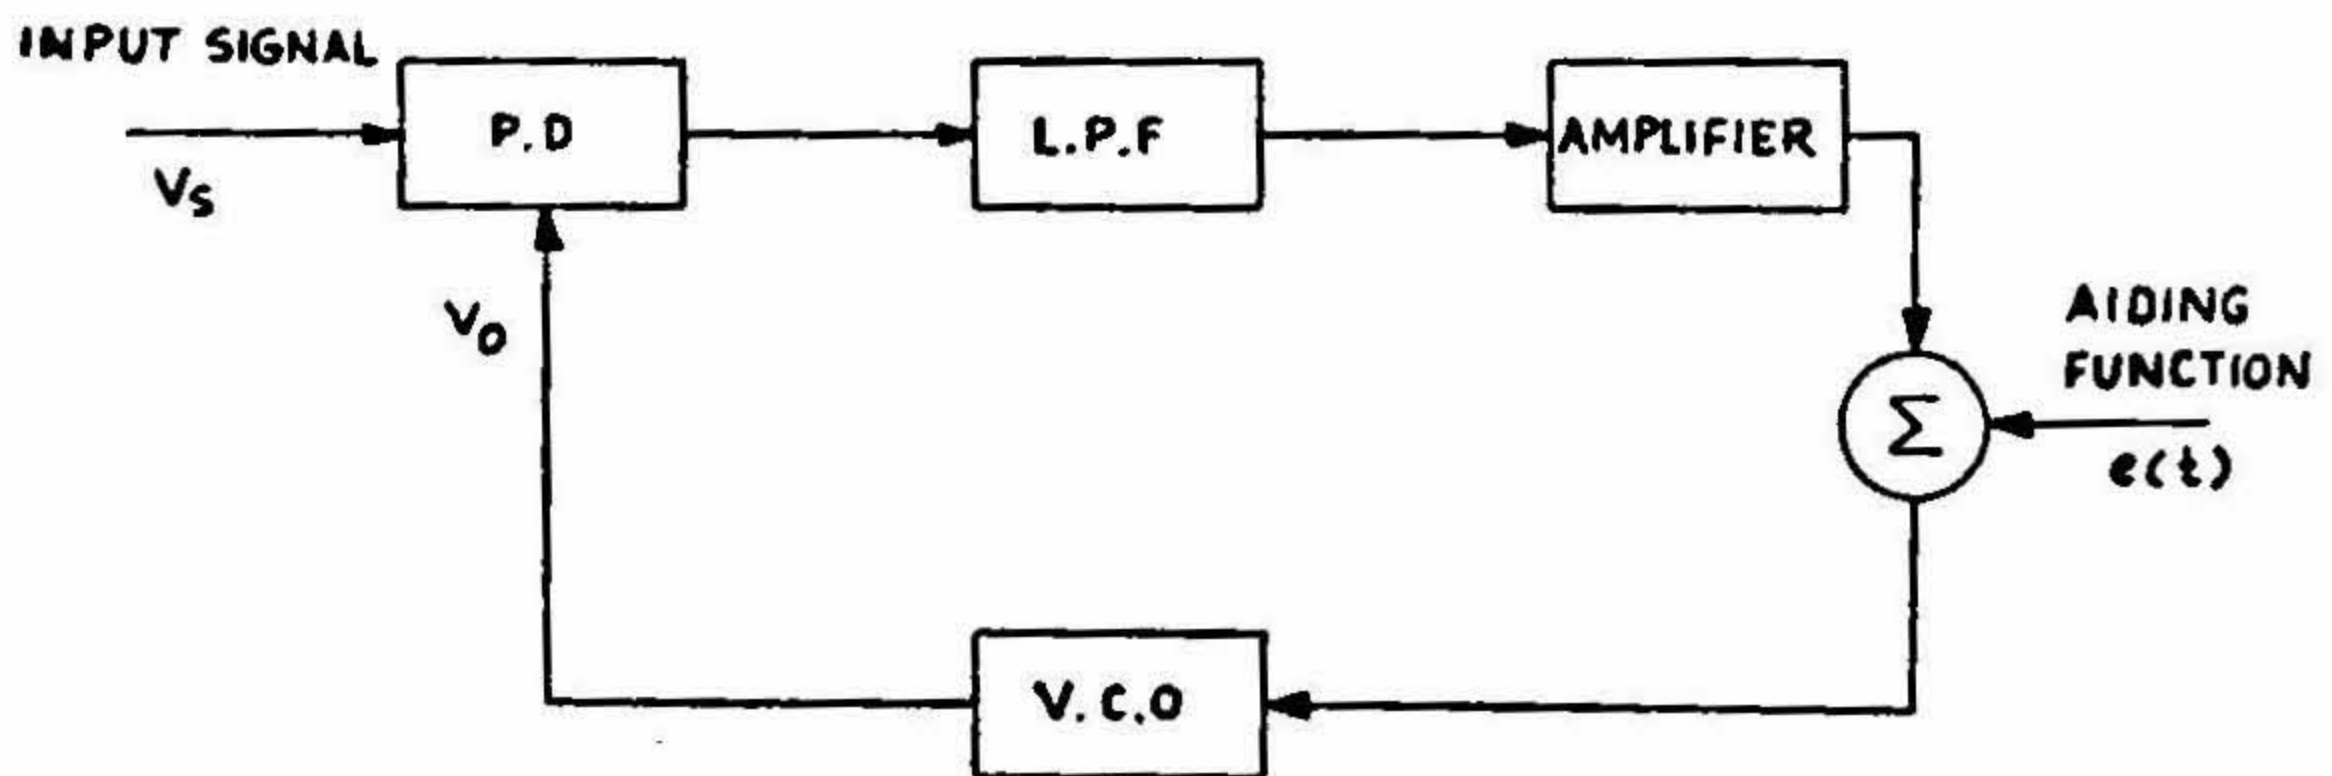 INPUT SIGNAL
P.D
L.P.F
AMPLIFIER
Vs
Vo
AIDING
FUNCTION
Σ
e(t)
V.C.O